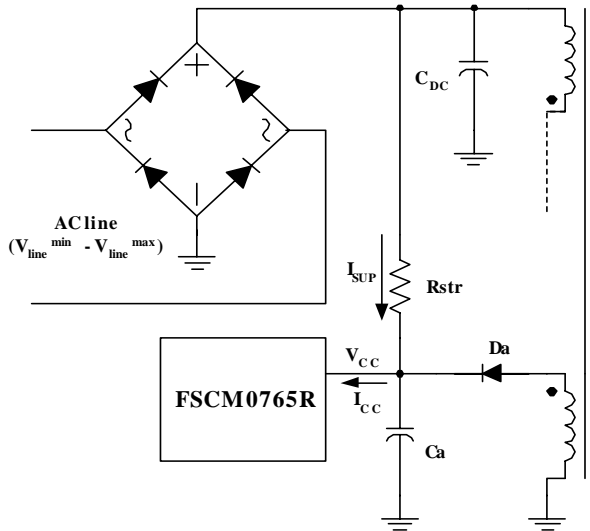 C_DC
AC line
(V_line^min - V_line^max)
I_SUP
Rstr
V_CC
Da
FSCM0765R
I_CC
Ca